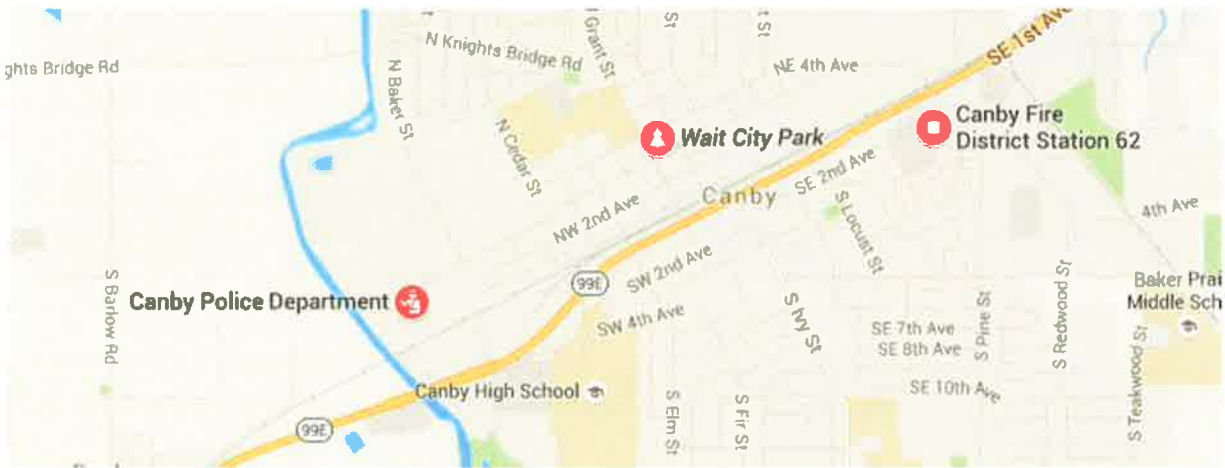 N Knights Bridge Rd
Grant St
St
St
SE 1st Ave
ghts Bridge Rd
N Baker St
NE 4th Ave
Canby Fire
District Station 62
Wait City Park
N Cedar St
SE 2nd Ave
Canby
NW 2nd Ave
S Locust St
4th Ave
SW 2nd Ave
99E
S Barlow Rd
Canby Police Department
S Ivy St
SW 4th Ave
SE 7th Ave
SE 8th Ave
S Pine St
S Redwood St
Baker Prai
Middle Sch
SE 10th Ave
Canby High School
S Elm St
S Fir St
S Teakwood St
99E